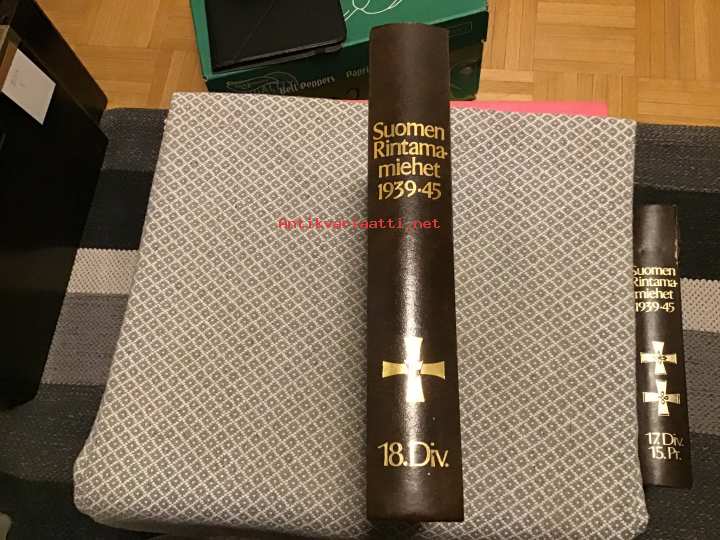 Bell Peppers
Suomen
Rintama-
miehet
1939-45
Antikvariaatti.net
18.Div.
Suomen
Rintama-
miehet
1939-45
17.Div.
15.Pr.